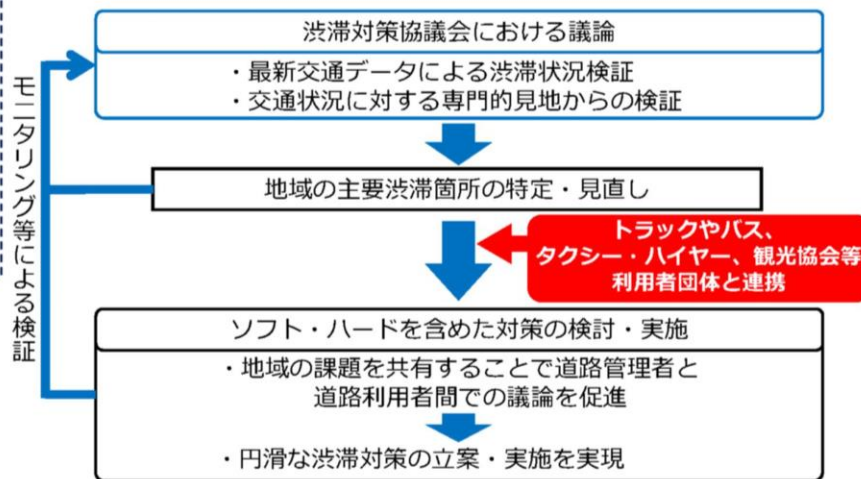 渋滞対策協議会における議論
・最新交通データによる渋滞状況検証
・交通状況に対する専門的見地からの検証
モニタリング等による検証
地域の主要渋滞箇所の特定・見直し
トラックやバス、
タクシー・ハイヤー、観光協会等
利用者団体と連携
ソフト・ハードを含めた対策の検討・実施
・地域の課題を共有することで道路管理者と
道路利用者間での議論を促進
・円滑な渋滞対策の立案・実施を実現